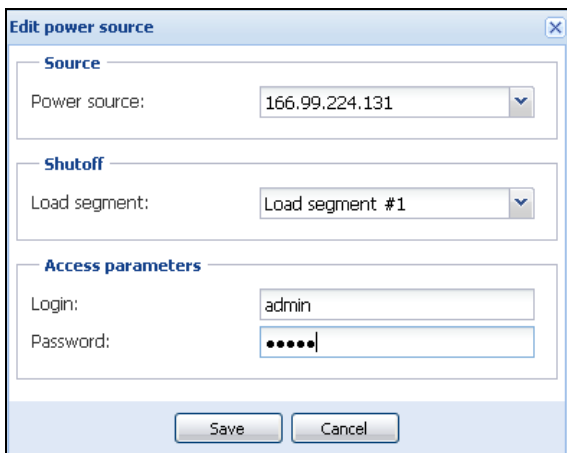 Edit power source
Source
Power source: 166.99.224.131
Shutoff
Load segment: Load segment #1
Access parameters
Login: admin
Password: •••••
Save Cancel